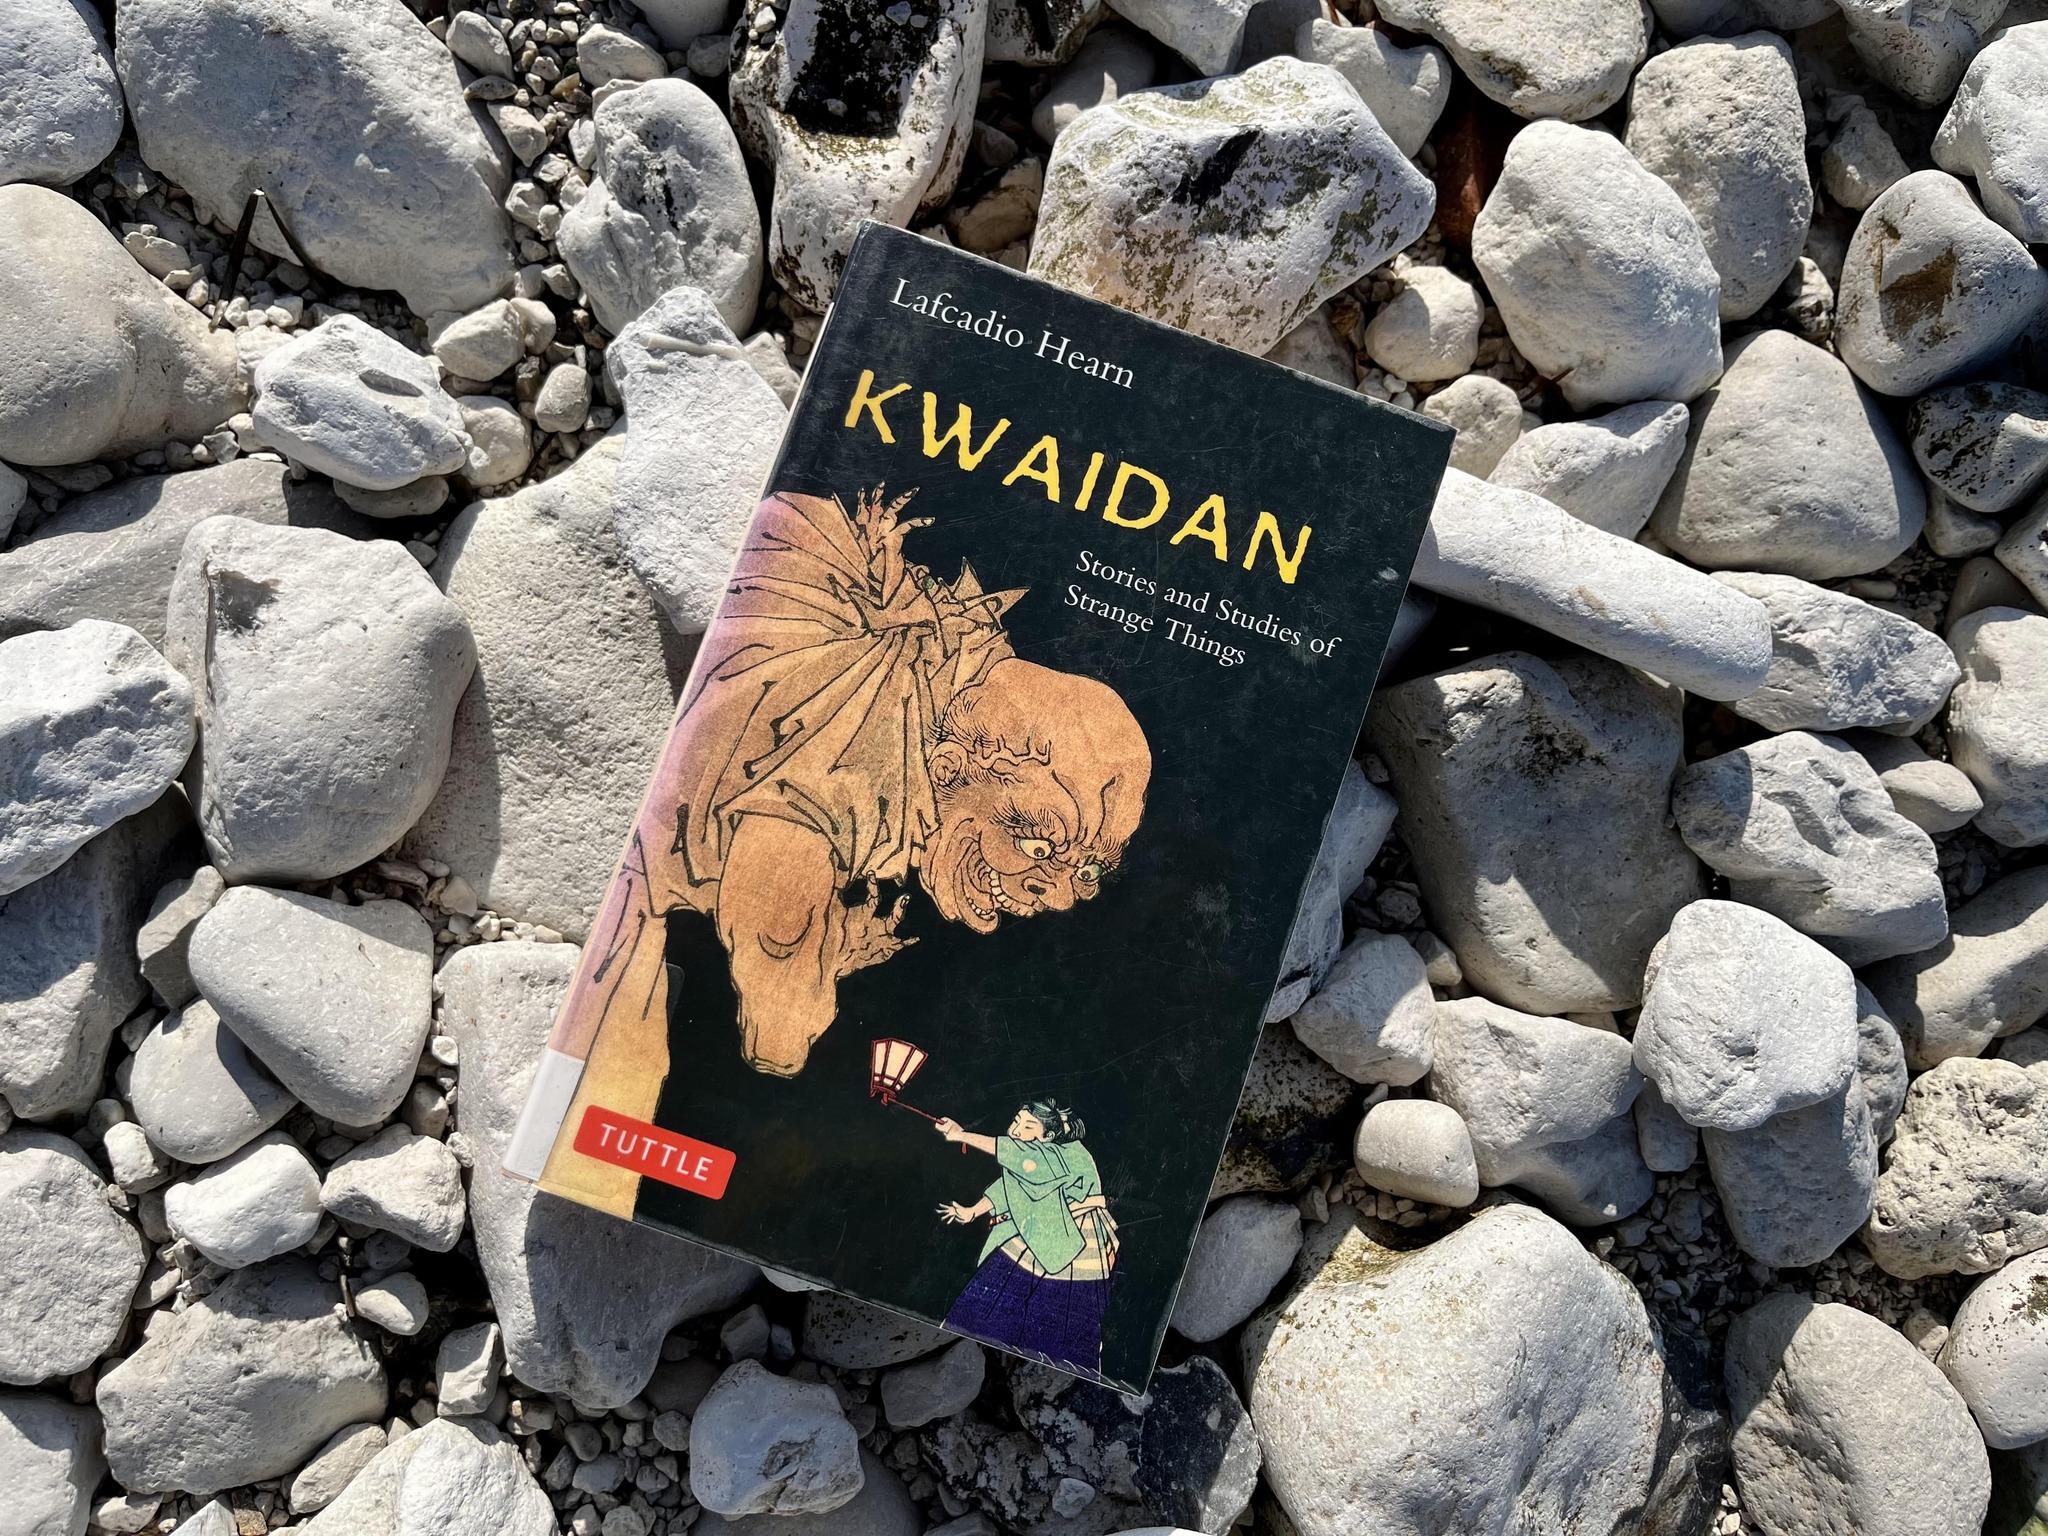 Lafcadio Hearn
KWAIDAN
Stories and Studies of
Strange Things
TUTTLE